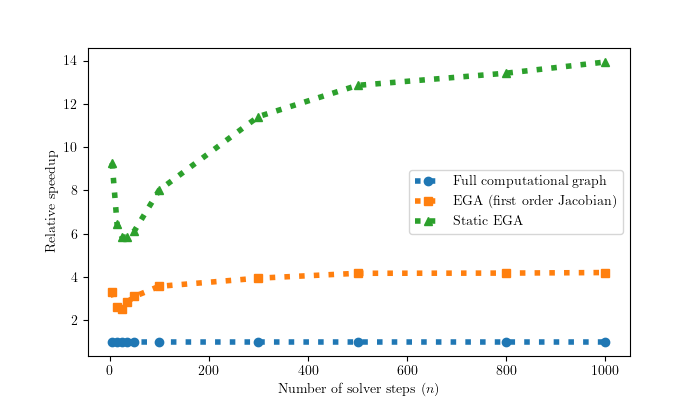 14
12
10
8
6
4
2
Relative speedup
Full computational graph
EGA (first order Jacobian)
Static EGA
0 200 400 600 800 1000
Number of solver steps (n)